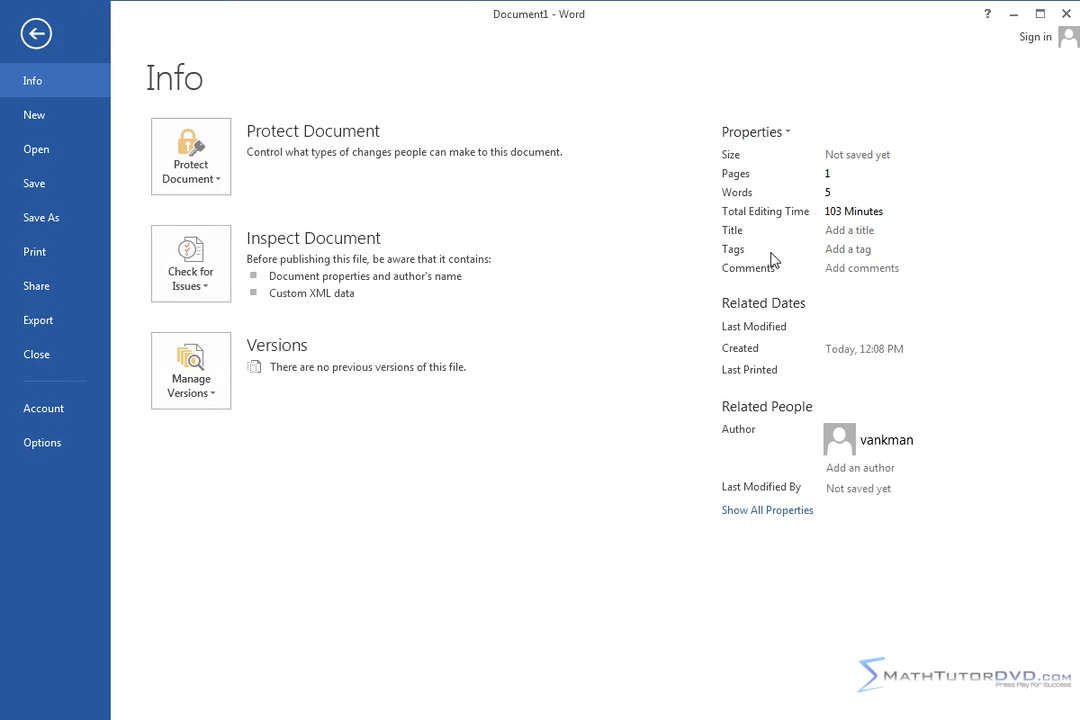 Document1 - Word
?
Sign in
Info
New
Open
Save
Save As
Print
Share
Export
Close
Account
Options
Info
Protect Document
Protect Document
Control what types of changes people can make to this document.
Check for Issues
Inspect Document
Before publishing this file, be aware that it contains:
Document properties and author's name
Custom XML data
Manage Versions
Versions
There are no previous versions of this file.
Properties
Size Not saved yet
Pages 1
Words 5
Total Editing Time 103 Minutes
Title Add a title
Tags Add a tag
Comments Add comments
Related Dates
Last Modified
Created Today, 12:08 PM
Last Printed
Related People
Author vankman
Add an author
Last Modified By Not saved yet
Show All Properties
MathTutorDVD.com
Press Play For Success